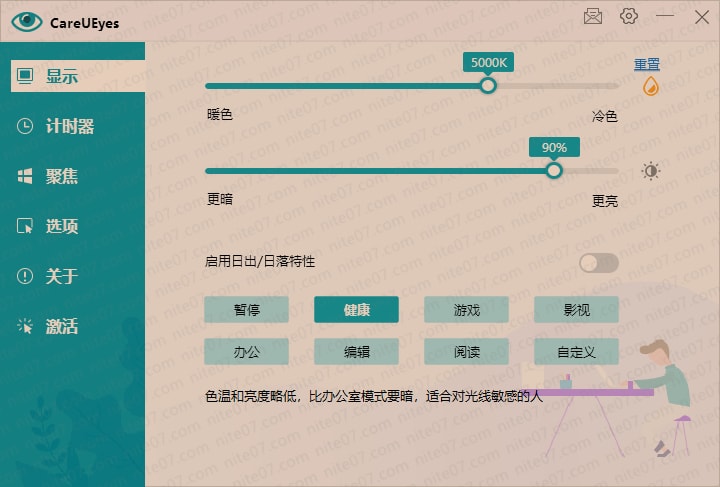 CareUEyes
显示
计时器
聚焦
选项
关于
激活
5000K
重置
暖色
冷色
90%
更暗
更亮
启用日出/日落特性
暂停
健康
游戏
影视
办公
编辑
阅读
自定义
色温和亮度略低，比办公室模式要暗，适合对光线敏感的人
nite07.com